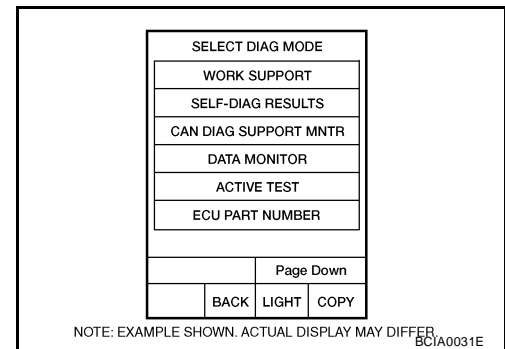 SELECT DIAG MODE
WORK SUPPORT
SELF-DIAG RESULTS
CAN DIAG SUPPORT MNTR
DATA MONITOR
ACTIVE TEST
ECU PART NUMBER
Page Down
BACK LIGHT COPY
NOTE: EXAMPLE SHOWN. ACTUAL DISPLAY MAY DIFFER.
BCIA0031E